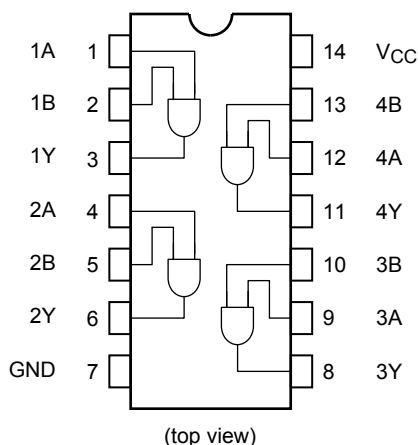 1A 1 14 VCC
1B 2 13 4B
1Y 3 12 4A
2A 4 11 4Y
2B 5 10 3B
2Y 6 9 3A
GND 7 8 3Y
(top view)